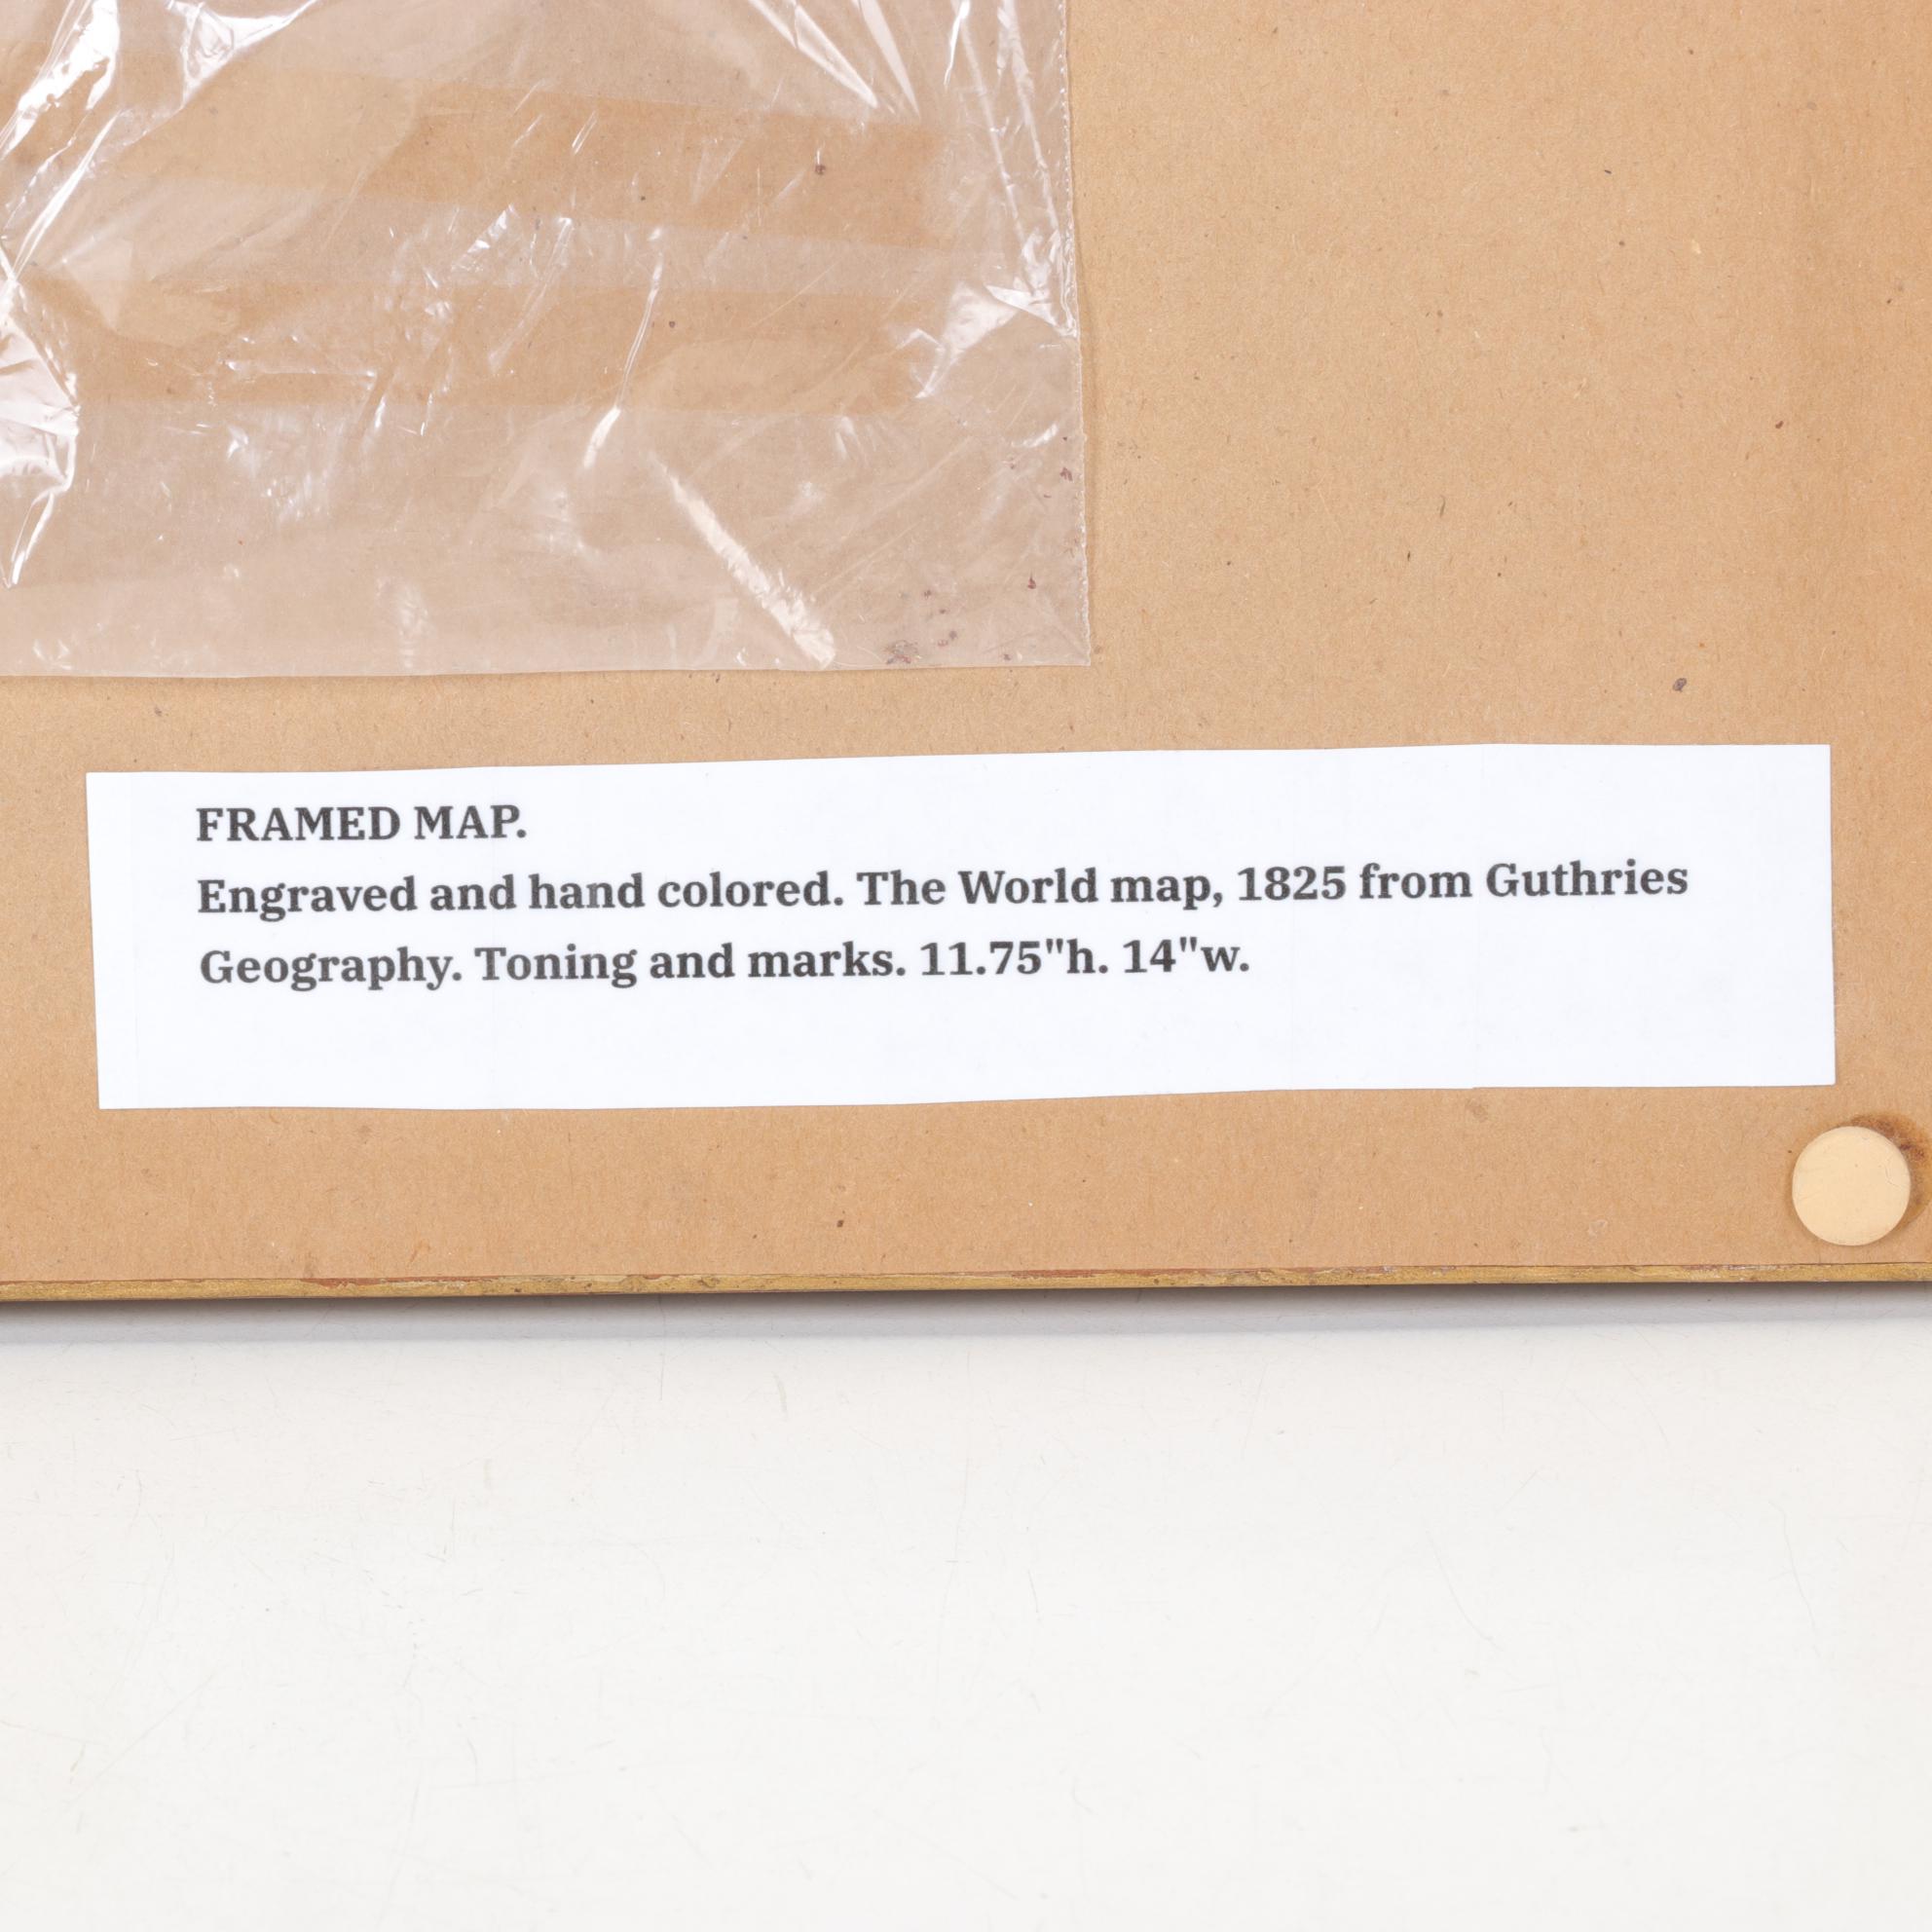 FRAMED MAP.
Engraved and hand colored. The World map, 1825 from Guthries
Geography. Toning and marks. 11.75"h. 14"w.